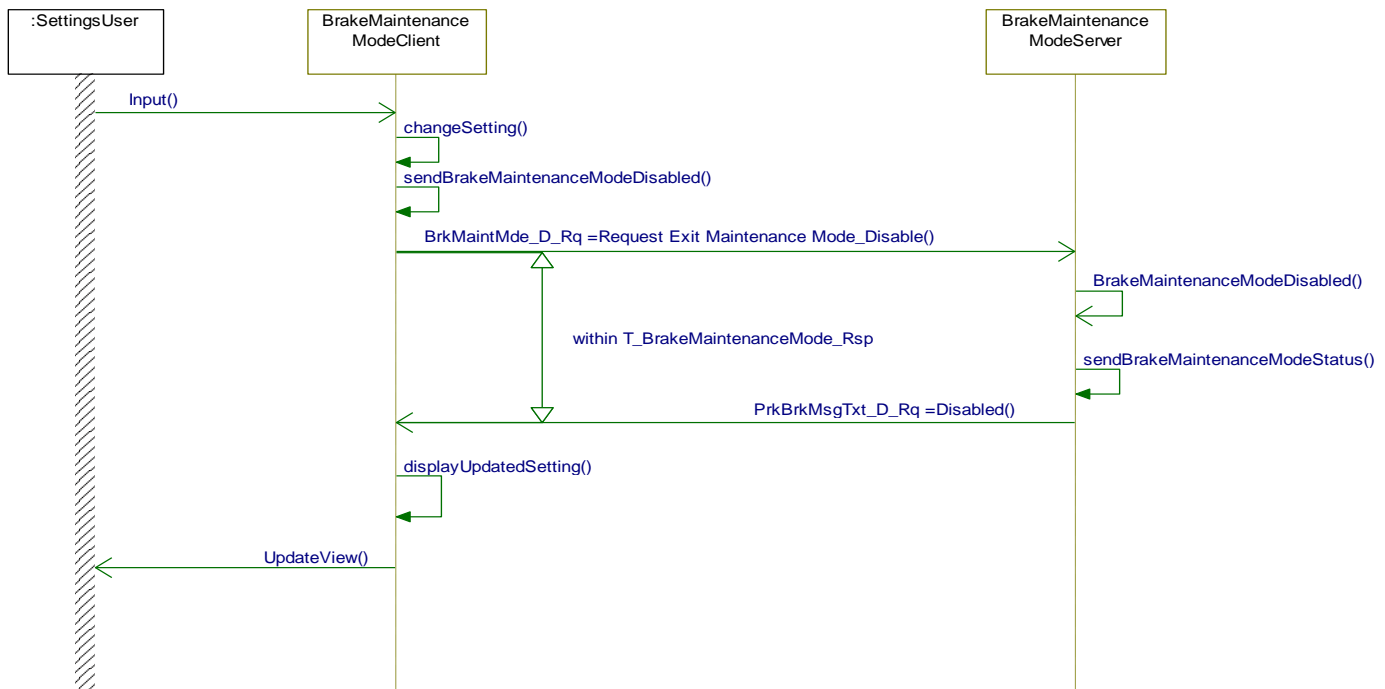 :SettingsUser
BrakeMaintenance
ModeClient
BrakeMaintenance
ModeServer
Input()
changeSetting()
sendBrakeMaintenanceModeDisabled()
BrkMaintMde_D_Rq =Request Exit Maintenance Mode_Disable()
BrakeMaintenanceModeDisabled()
within T_BrakeMaintenanceMode_Rsp
sendBrakeMaintenanceModeStatus()
PrkBrkMsgTxt_D_Rq =Disabled()
displayUpdatedSetting()
UpdateView()